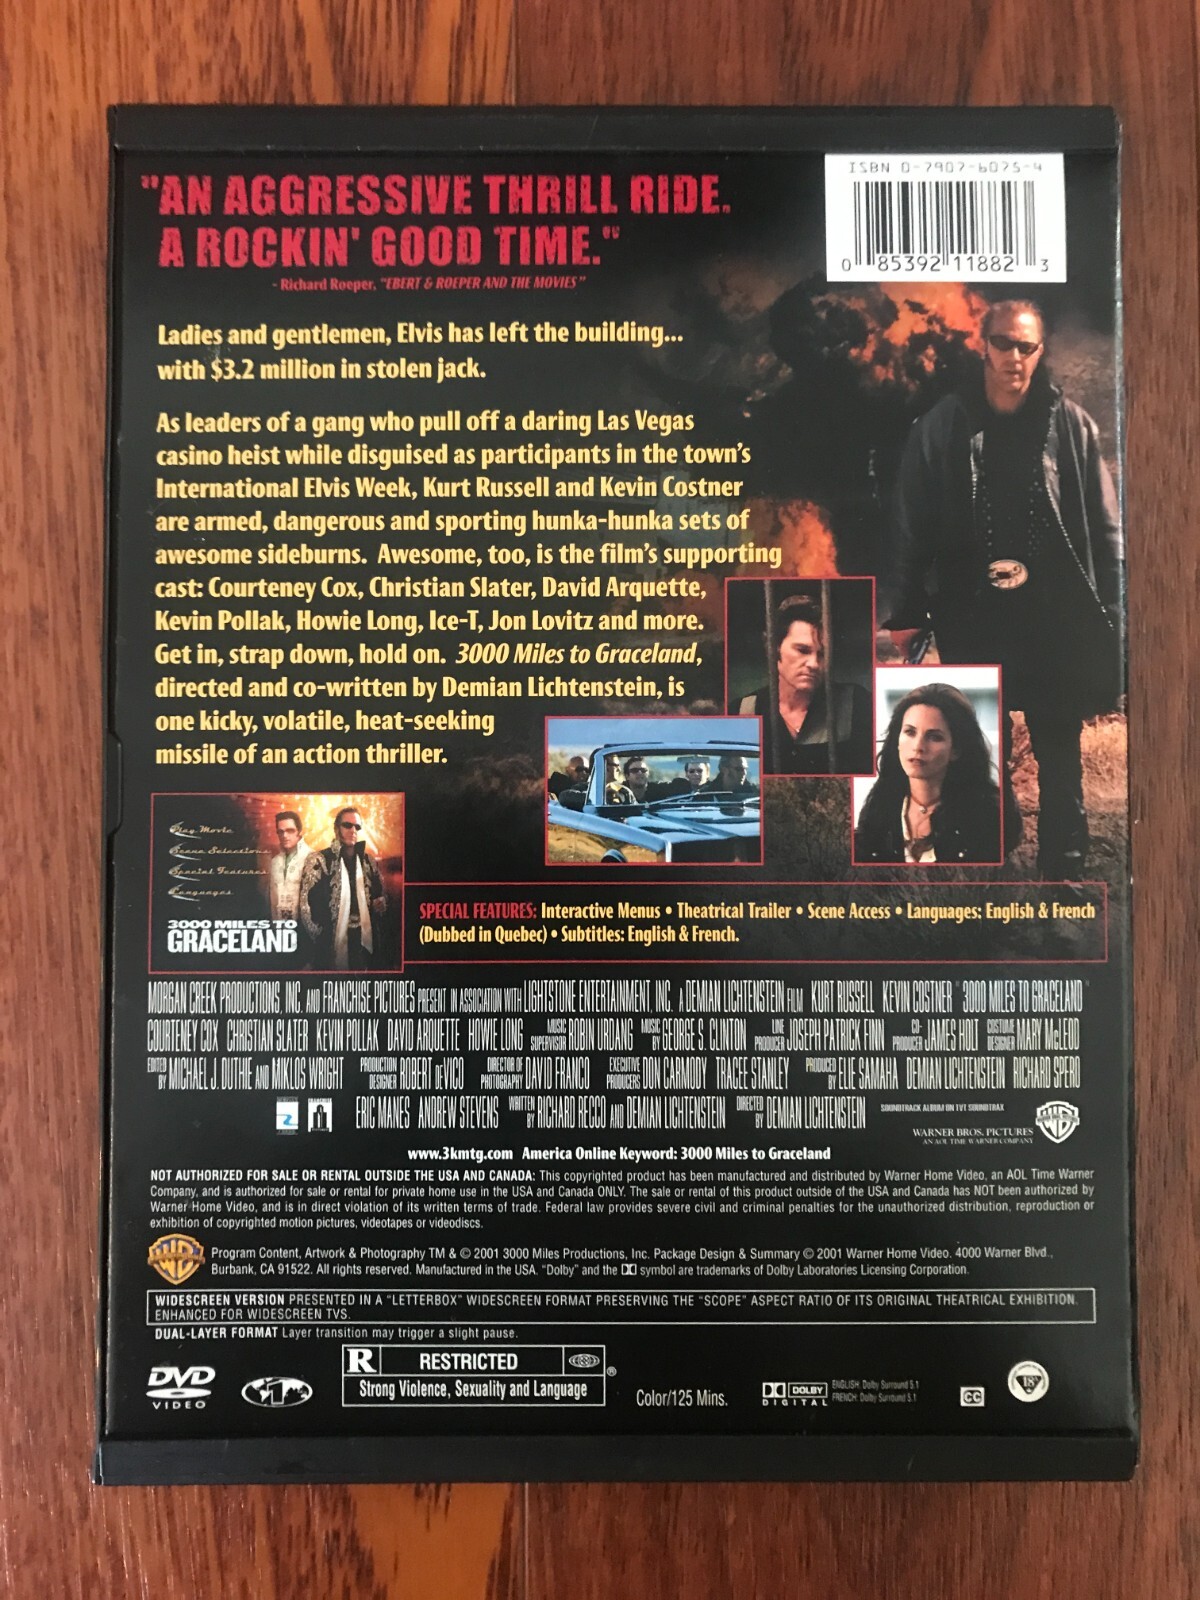 "AN AGGRESSIVE THRILL RIDE.
A ROCKIN' GOOD TIME."
- Richard Roeper, "EBERT & ROEPER AND THE MOVIES"
ISBN 0-7907-6075-4
0 85392 11882 3
Ladies and gentlemen, Elvis has left the building...
with $3.2 million in stolen jack.
As leaders of a gang who pull off a daring Las Vegas
casino heist while disguised as participants in the town's
International Elvis Week, Kurt Russell and Kevin Costner
are armed, dangerous and sporting hunka-hunka sets of
awesome sideburns. Awesome, too, is the film's supporting
cast: Courteney Cox, Christian Slater, David Arquette,
Kevin Pollak, Howie Long, Ice-T, Jon Lovitz and more.
Get in, strap down, hold on. 3000 Miles to Graceland,
directed and co-written by Demian Lichtenstein, is
one kicky, volatile, heat-seeking
missile of an action thriller.
Play Movie
Scene Selections
Special Features
Languages
3000 MILES TO
GRACELAND
SPECIAL FEATURES: Interactive Menus • Theatrical Trailer • Scene Access • Languages: English & French
(Dubbed in Quebec) • Subtitles: English & French.
MORGAN CREEK PRODUCTIONS, INC. AND FRANCHISE PICTURES PRESENT IN ASSOCIATION WITH LIGHTSTONE ENTERTAINMENT, INC. A DEMIAN LICHTENSTEIN FILM KURT RUSSELL KEVIN COSTNER "3000 MILES TO GRACELAND"
COURTENEY COX CHRISTIAN SLATER KEVIN POLLAK DAVID ARQUETTE HOWIE LONG MUSIC SUPERVISOR ROBIN URDANG MUSIC BY GEORGE S. CLINTON LINE PRODUCER JOSEPH PATRICK FINN CO-PRODUCER JAMES HOLT COSTUME DESIGNER MARY McLEOD
EDITED BY MICHAEL J. DUTHIE AND MIKLOS WRIGHT PRODUCTION DESIGNER ROBERT deVICO DIRECTOR OF PHOTOGRAPHY DAVID FRANCO EXECUTIVE PRODUCERS DON CARMODY TRACEE STANLEY PRODUCED BY ELIE SAMAHA DEMIAN LICHTENSTEIN RICHARD SPERO
ERIC MANES ANDREW STEVENS WRITTEN BY RICHARD RECCO AND DEMIAN LICHTENSTEIN DIRECTED BY DEMIAN LICHTENSTEIN SOUNDTRACK ALBUM ON TVT SOUNDTRAX
WARNER BROS. PICTURES
AN AOL TIME WARNER COMPANY
www.3kmtg.com America Online Keyword: 3000 Miles to Graceland
NOT AUTHORIZED FOR SALE OR RENTAL OUTSIDE THE USA AND CANADA: This copyrighted product has been manufactured and distributed by Warner Home Video, an AOL Time Warner
Company, and is authorized for sale or rental for private home use in the USA and Canada ONLY. The sale or rental of this product outside of the USA and Canada has NOT been authorized by
Warner Home Video, and is in direct violation of its written terms of trade. Federal law provides severe civil and criminal penalties for the unauthorized distribution, reproduction or
exhibition of copyrighted motion pictures, videotapes or videodiscs.
Program Content, Artwork & Photography TM & © 2001 3000 Miles Productions, Inc. Package Design & Summary © 2001 Warner Home Video. 4000 Warner Blvd.,
Burbank, CA 91522. All rights reserved. Manufactured in the USA. "Dolby" and the DD symbol are trademarks of Dolby Laboratories Licensing Corporation.
WIDESCREEN VERSION PRESENTED IN A "LETTERBOX" WIDESCREEN FORMAT PRESERVING THE "SCOPE" ASPECT RATIO OF ITS ORIGINAL THEATRICAL EXHIBITION.
ENHANCED FOR WIDESCREEN TVS.
DUAL-LAYER FORMAT Layer transition may trigger a slight pause.
DVD
VIDEO
1
R RESTRICTED ®
Strong Violence, Sexuality and Language
Color/125 Mins.
DOLBY
DIGITAL
ENGLISH: Dolby Surround 5.1
FRENCH: Dolby Surround 5.1
CC
18